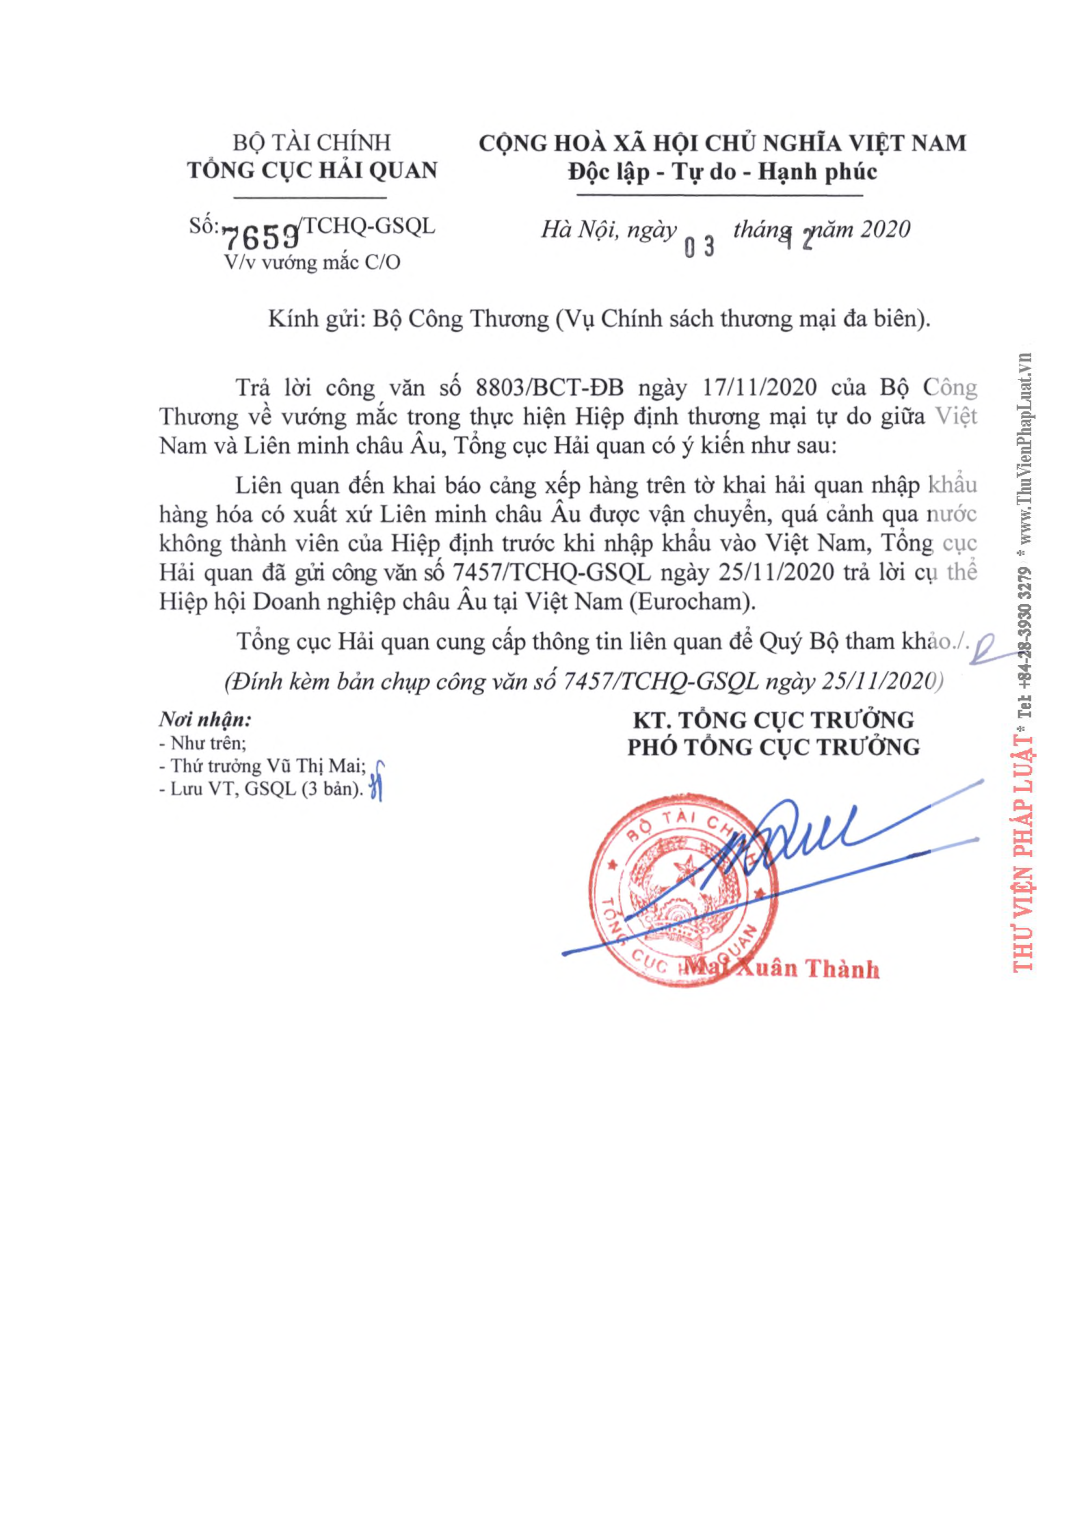 BỘ TÀI CHÍNH
TỔNG CỤC HẢI QUAN
CỘNG HOÀ XÃ HỘI CHỦ NGHĨA VIỆT NAM
Độc lập - Tự do - Hạnh phúc
Số: 7659/TCHQ-GSQL
V/v vướng mắc C/O
Hà Nội, ngày 03 tháng 12 năm 2020
Kính gửi: Bộ Công Thương (Vụ Chính sách thương mại đa biên).
Trả lời công văn số 8803/BCT-ĐB ngày 17/11/2020 của Bộ Công
Thương về vướng mắc trong thực hiện Hiệp định thương mại tự do giữa Việt
Nam và Liên minh châu Âu, Tổng cục Hải quan có ý kiến như sau:
Liên quan đến khai báo cảng xếp hàng trên tờ khai hải quan nhập khẩu
hàng hóa có xuất xứ Liên minh châu Âu được vận chuyển, quá cảnh qua nước
không thành viên của Hiệp định trước khi nhập khẩu vào Việt Nam, Tổng cục
Hải quan đã gửi công văn số 7457/TCHQ-GSQL ngày 25/11/2020 trả lời cụ thể
Hiệp hội Doanh nghiệp châu Âu tại Việt Nam (Eurocham).
Tổng cục Hải quan cung cấp thông tin liên quan để Quý Bộ tham khảo./.
(Đính kèm bản chụp công văn số 7457/TCHQ-GSQL ngày 25/11/2020)
Nơi nhận:
- Như trên;
- Thứ trưởng Vũ Thị Mai;
- Lưu VT, GSQL (3 bản).
KT. TỔNG CỤC TRƯỞNG
PHÓ TỔNG CỤC TRƯỞNG
BỘ TÀI CHÍNH
TỔNG CỤC HẢI QUAN
Mai Xuân Thành
THƯ VIỆN PHÁP LUẬT * Tel: +84-28-3930 3279 * www.ThuVienPhapLuat.vn